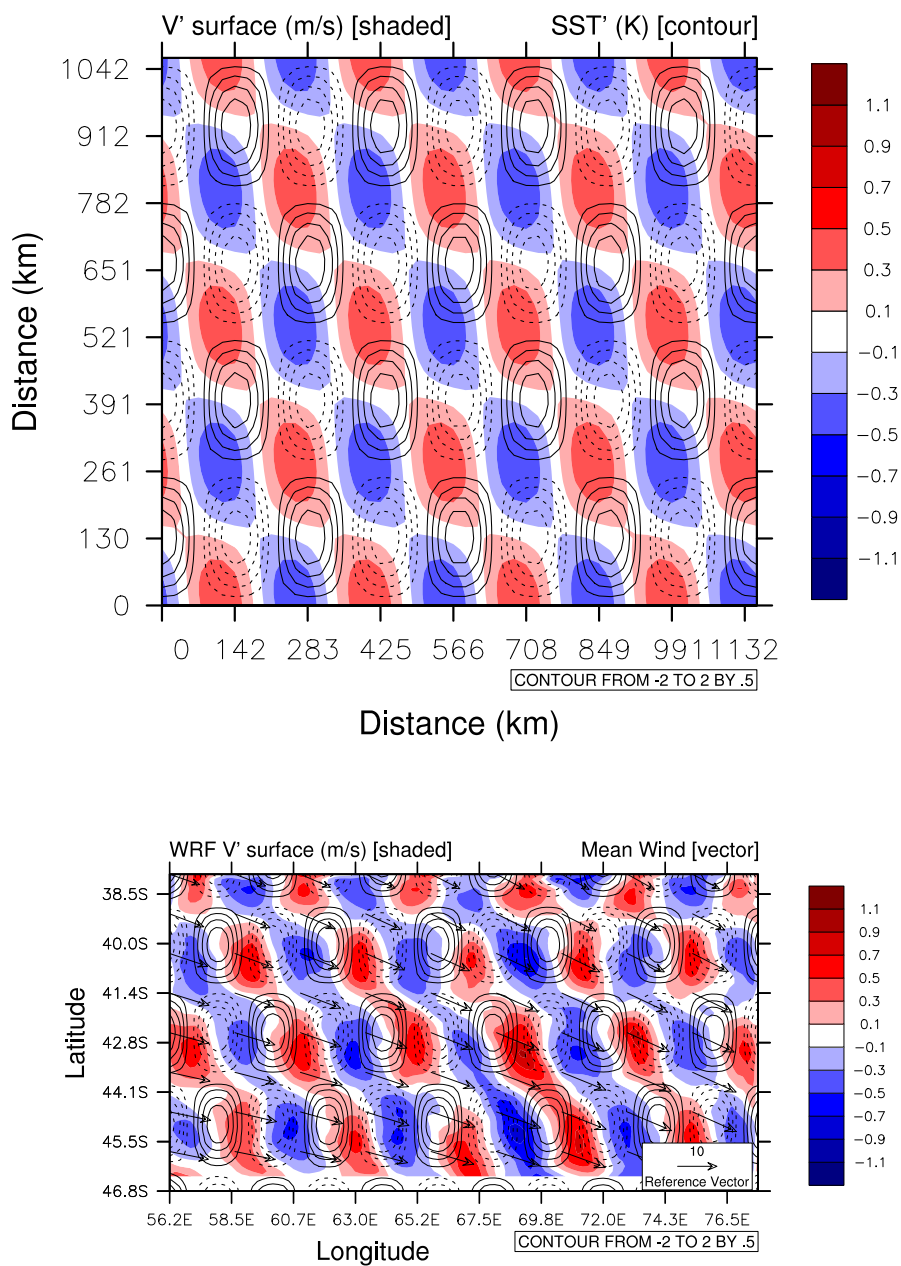 V' surface (m/s) [shaded] SST' (K) [contour]
1042
912
782
651
521
391
261
130
0
Distance (km)
0 142 283 425 566 708 849 991 1132
CONTOUR FROM -2 TO 2 BY .5
Distance (km)
1.1
0.9
0.7
0.5
0.3
0.1
−0.1
−0.3
−0.5
−0.7
−0.9
−1.1
WRF V' surface (m/s) [shaded] Mean Wind [vector]
38.5S
40.0S
41.4S
42.8S
44.1S
45.5S
46.8S
Latitude
10
Reference Vector
56.2E 58.5E 60.7E 63.0E 65.2E 67.5E 69.8E 72.0E 74.3E 76.5E
CONTOUR FROM -2 TO 2 BY .5
Longitude
1.1
0.9
0.7
0.5
0.3
0.1
−0.1
−0.3
−0.5
−0.7
−0.9
−1.1